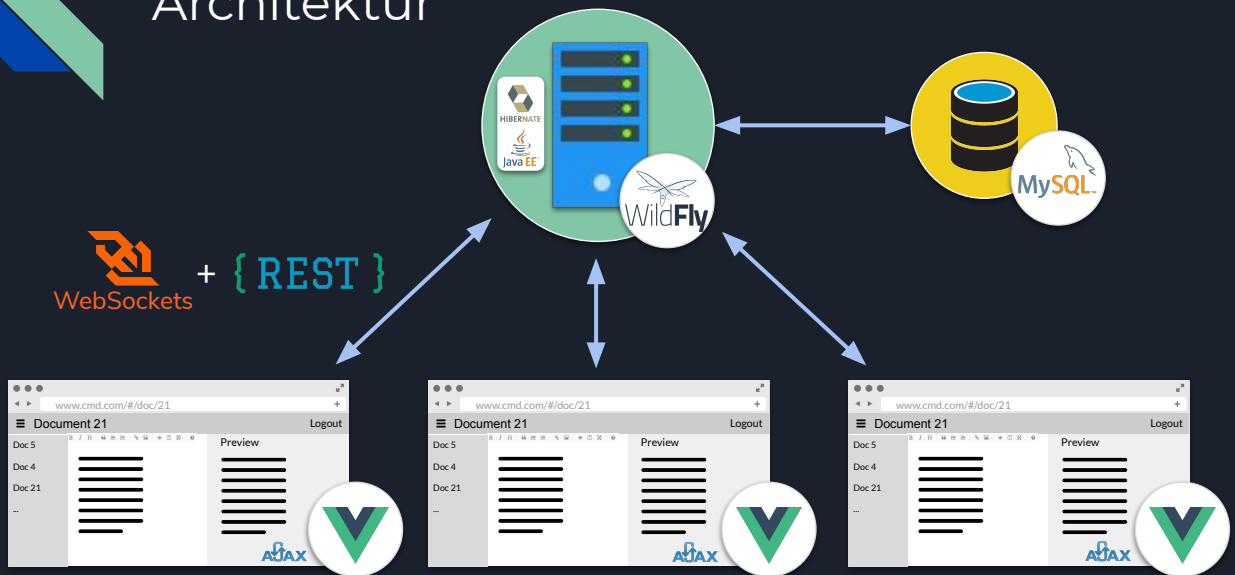 Architektur
HIBERNATE
Java EE
WildFly
MySQL
WebSockets
+
{ REST }
www.cmd.com/#/doc/21
+
☰ Document 21
Logout
Doc 5
Doc 4
Doc 21
...
B I H
Preview
AJAX
www.cmd.com/#/doc/21
+
☰ Document 21
Logout
Doc 5
Doc 4
Doc 21
...
B I H
Preview
AJAX
www.cmd.com/#/doc/21
+
☰ Document 21
Logout
Doc 5
Doc 4
Doc 21
...
B I H
Preview
AJAX